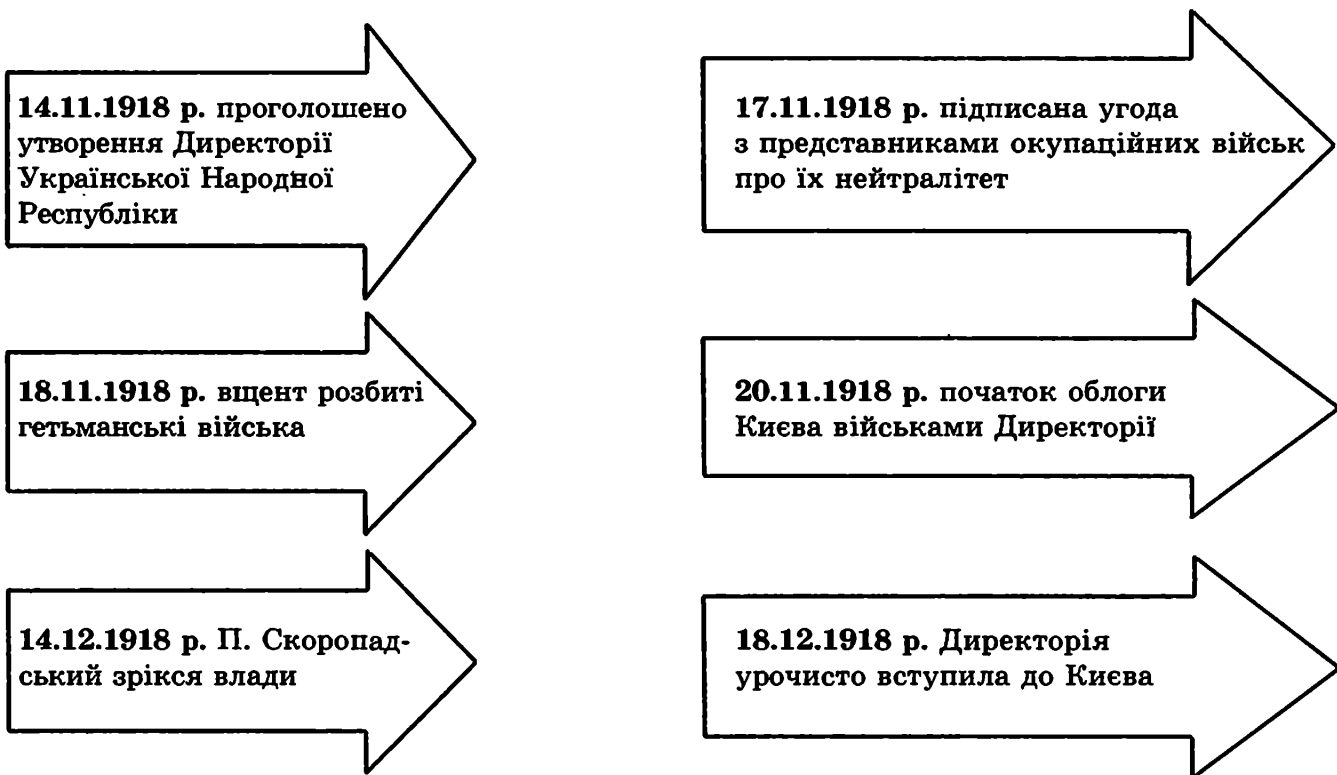 14.11.1918 р. проголошено
утворення Директорії
Української Народної
Республіки
17.11.1918 р. підписана угода
з представниками окупаційних військ
про їх нейтралітет
18.11.1918 р. вщент розбиті
гетьманські війська
20.11.1918 р. початок облоги
Києва військами Директорії
14.12.1918 р. П. Скоропад-
ський зрікся влади
18.12.1918 р. Директорія
урочисто вступила до Києва